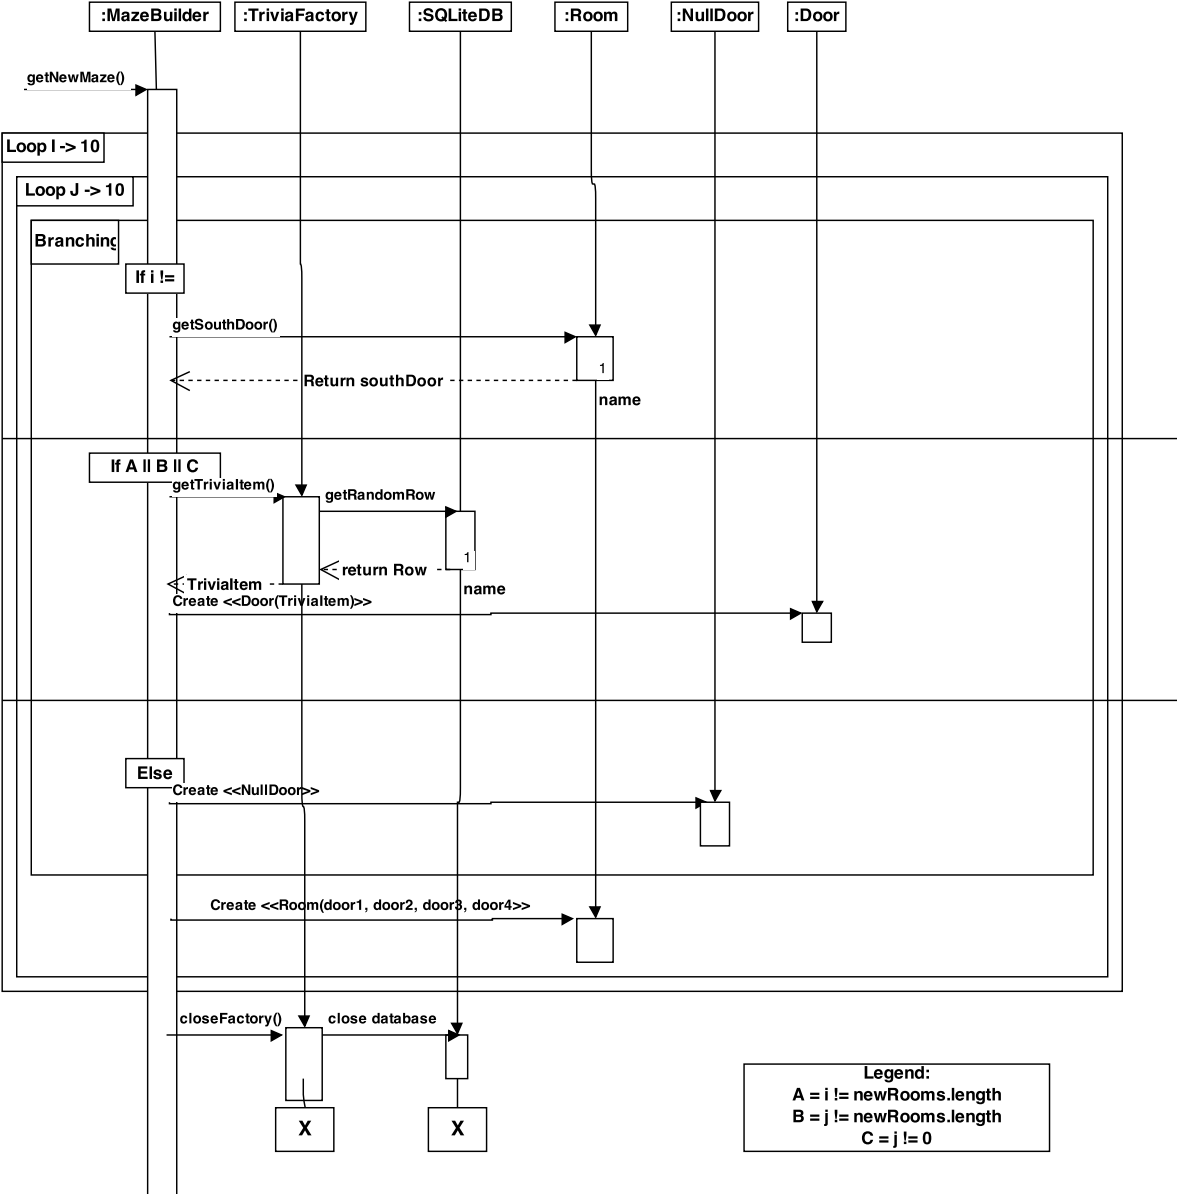 :MazeBuilder
:TriviaFactory
:SQLiteDB
:Room
:NullDoor
:Door
getNewMaze()
Loop I -> 10
Loop J -> 10
Branching
If i !=
getSouthDoor()
1
Return southDoor
name
If A || B || C
getTriviaItem()
getRandomRow
1
return Row
TriviaItem
name
Create <<Door(TriviaItem)>>
Else
Create <<NullDoor>>
Create <<Room(door1, door2, door3, door4>>
closeFactory()
close database
X
X
Legend:
A = i != newRooms.length
B = j != newRooms.length
C = j != 0